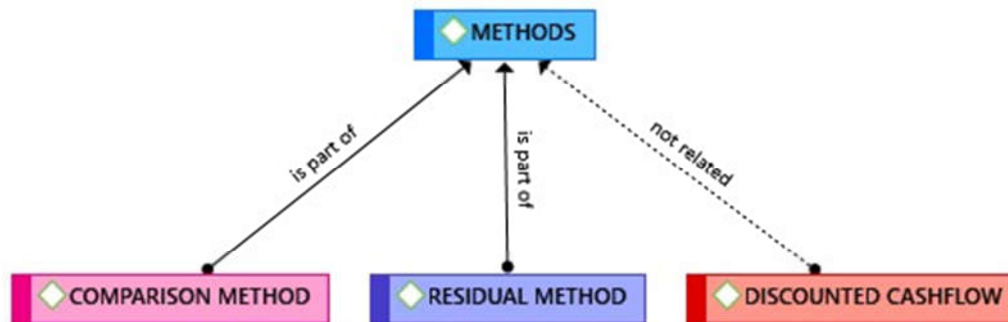 METHODS
is part of
is part of
not related
COMPARISON METHOD
RESIDUAL METHOD
DISCOUNTED CASHFLOW